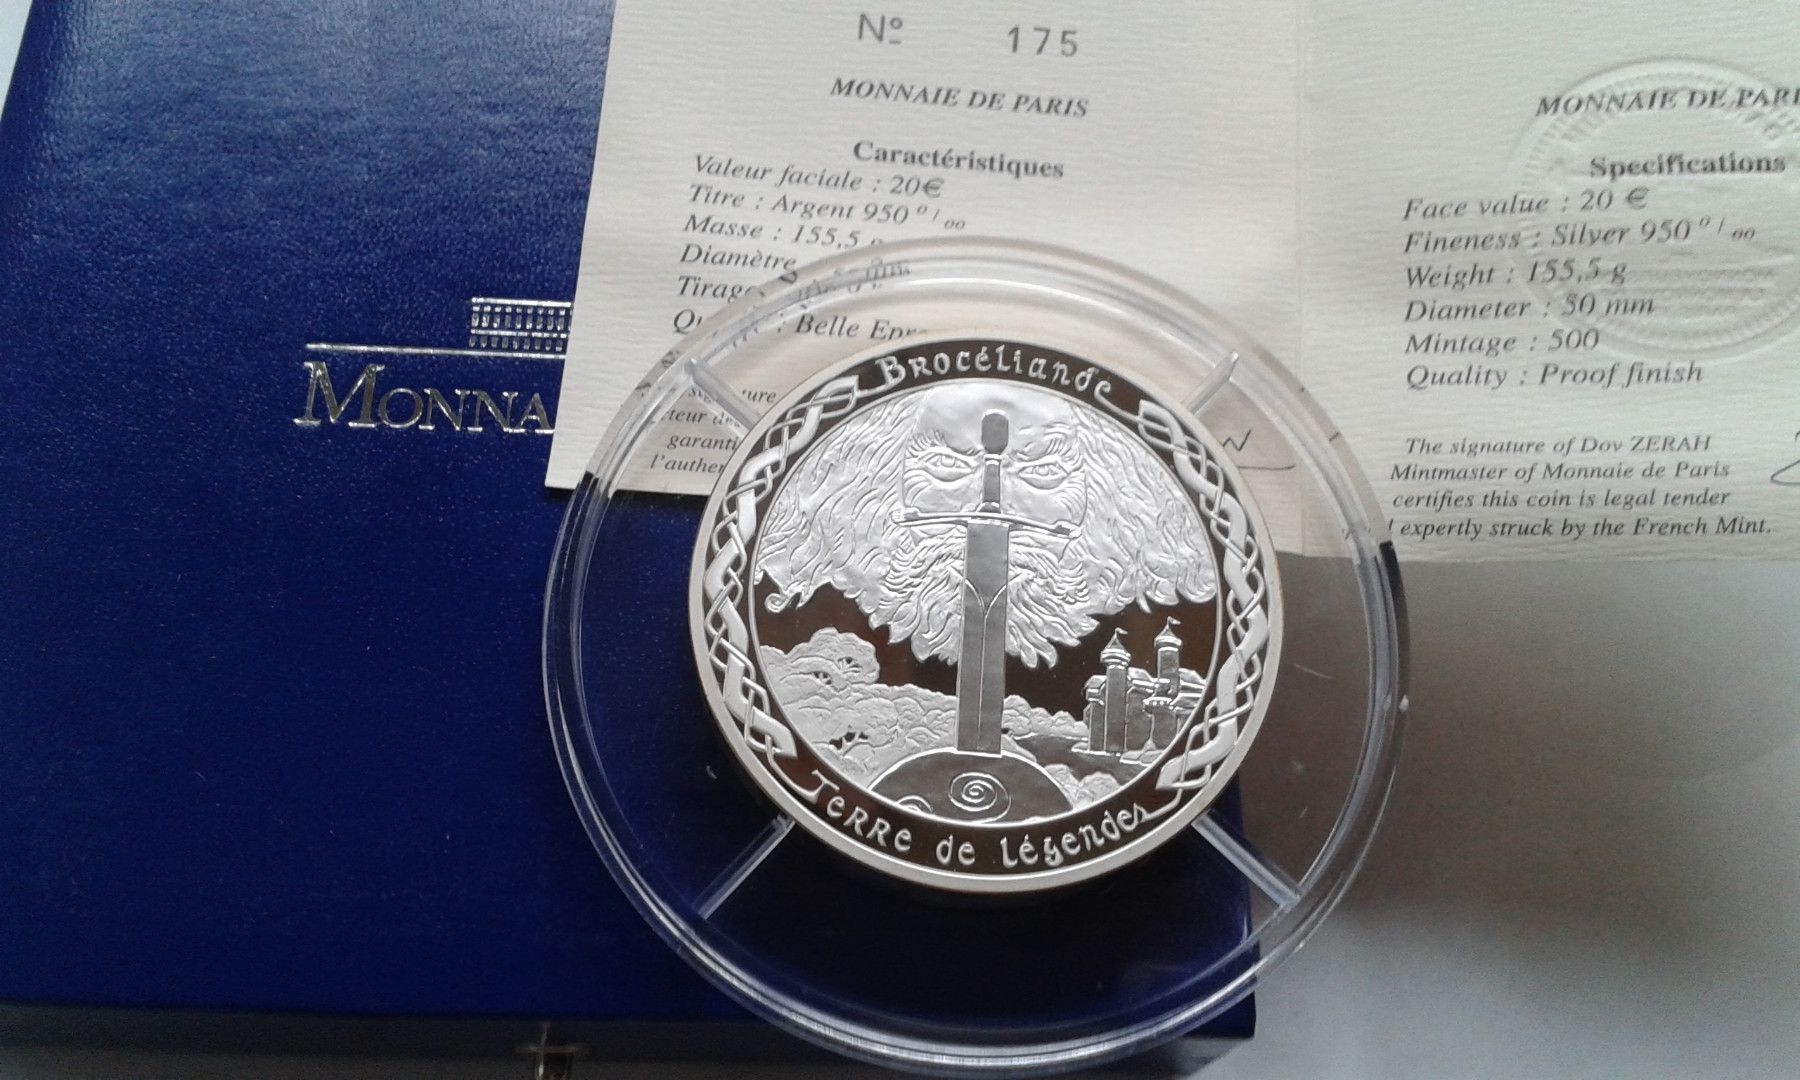 Nº 175
MONNAIE DE PARIS
Caractéristiques
Valeur faciale : 20€
Titre : Argent 950 º/ₒₒ
Masse : 155,5
Diamètre
Tirage
: Belle
garanti
MONNAIE DE PARI
Specifications
Face value : 20 €
Fineness : Silver 950 º/ₒₒ
Weight : 155,5 g
Diameter : 50 mm
Mintage : 500
Quality : Proof finish
The signature of Dov ZERAH
Mintmaster of Monnaie de Paris
certifies this coin is legal tender
expertly struck by the French Mint.
MONNA
Brocéliande
Terre de Légendes